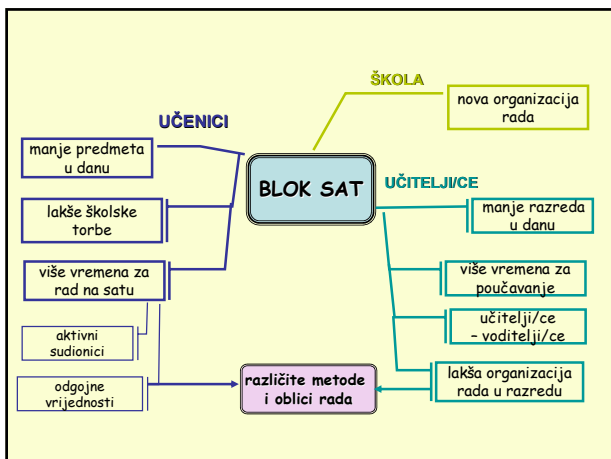 ŠKOLA
nova organizacija
rada
UČENICI
manje predmeta
u danu
BLOK SAT
UČITELJI/CE
lakše školske
torbe
manje razreda
u danu
više vremena za
rad na satu
više vremena za
poučavanje
aktivni
sudionici
učitelji/ce
– voditelji/ce
odgojne
vrijednosti
različite metode
i oblici rada
lakša organizacija
rada u razredu